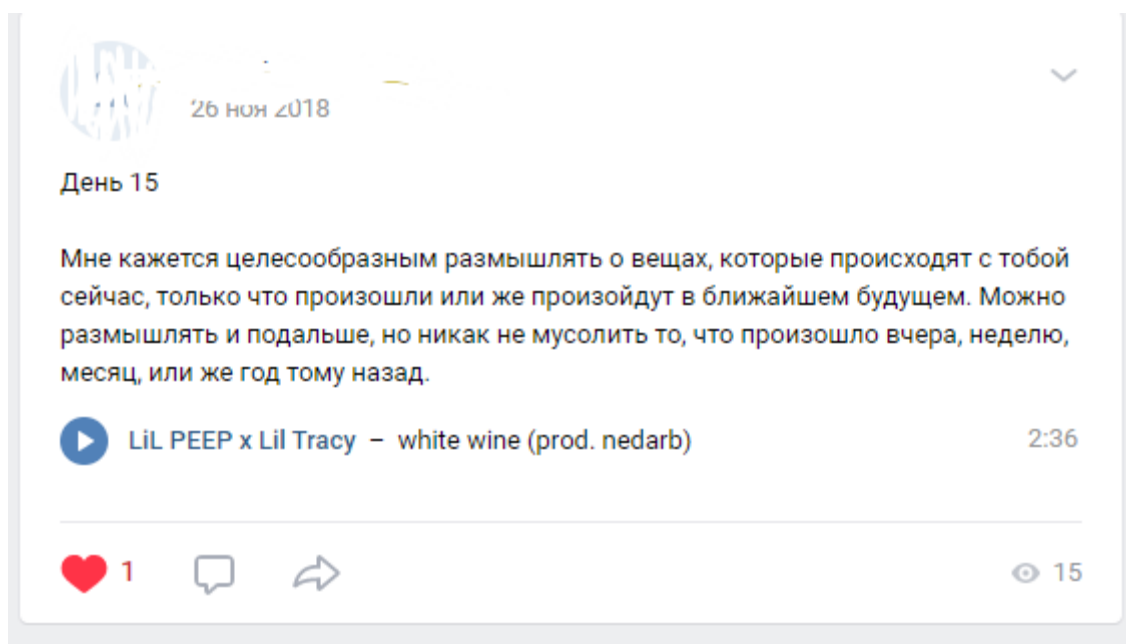 26 ноя 2018
День 15
Мне кажется целесообразным размышлять о вещах, которые происходят с тобой
сейчас, только что произошли или же произойдут в ближайшем будущем. Можно
размышлять и подальше, но никак не мусолить то, что произошло вчера, неделю,
месяц, или же год тому назад.
LiL PEEP x Lil Tracy – white wine (prod. nedarb) 2:36
1 15